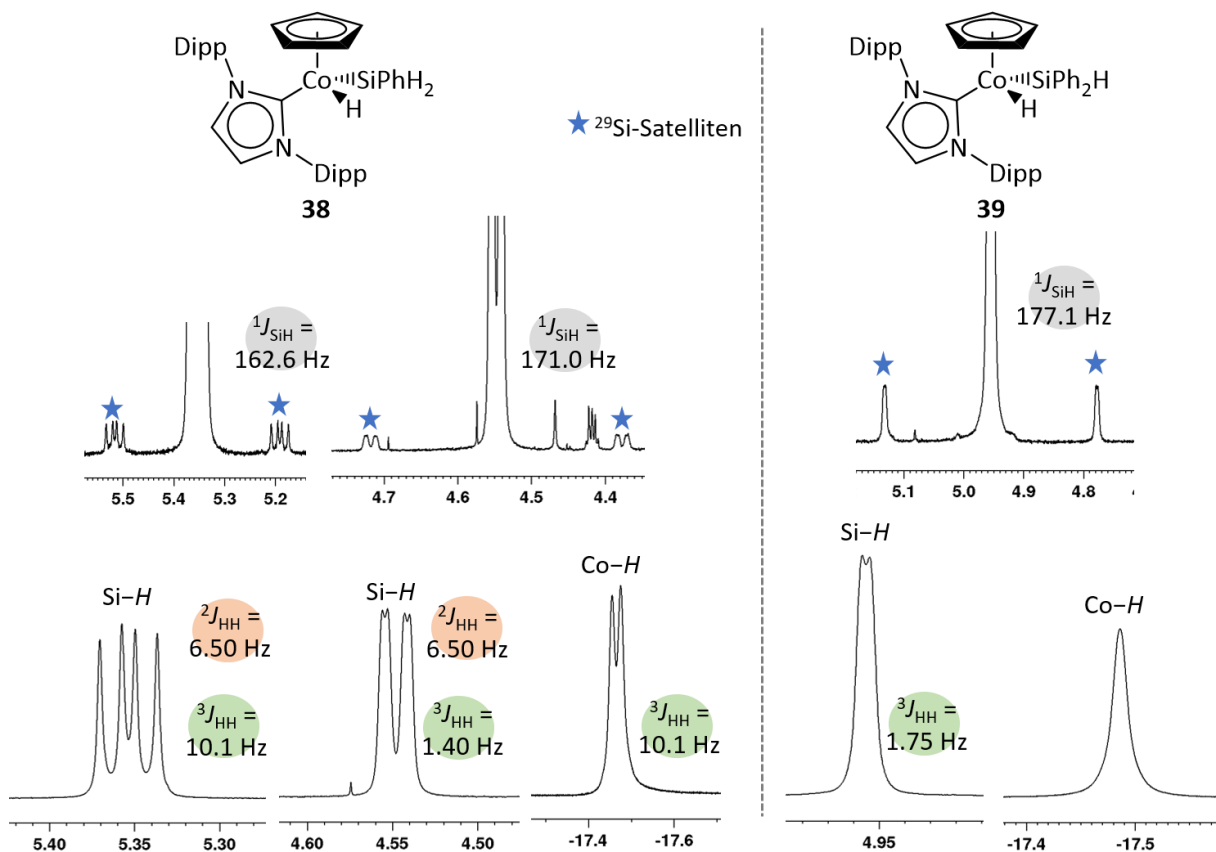 Dipp
Co
SiPhH2
H
N
N
Dipp
38
★ 29Si-Satelliten
Dipp
Co
SiPh2H
H
N
N
Dipp
39
1JSiH =
162.6 Hz
1JSiH =
171.0 Hz
1JSiH =
177.1 Hz
5.5 5.4 5.3 5.2
4.7 4.6 4.5 4.4
5.1 5.0 4.9 4.8
Si–H
2JHH =
6.50 Hz
3JHH =
10.1 Hz
Si–H
2JHH =
6.50 Hz
3JHH =
1.40 Hz
Co–H
3JHH =
10.1 Hz
Si–H
3JHH =
1.75 Hz
Co–H
5.40 5.35 5.30
4.60 4.55 4.50
-17.4 -17.6
4.95
-17.4 -17.5